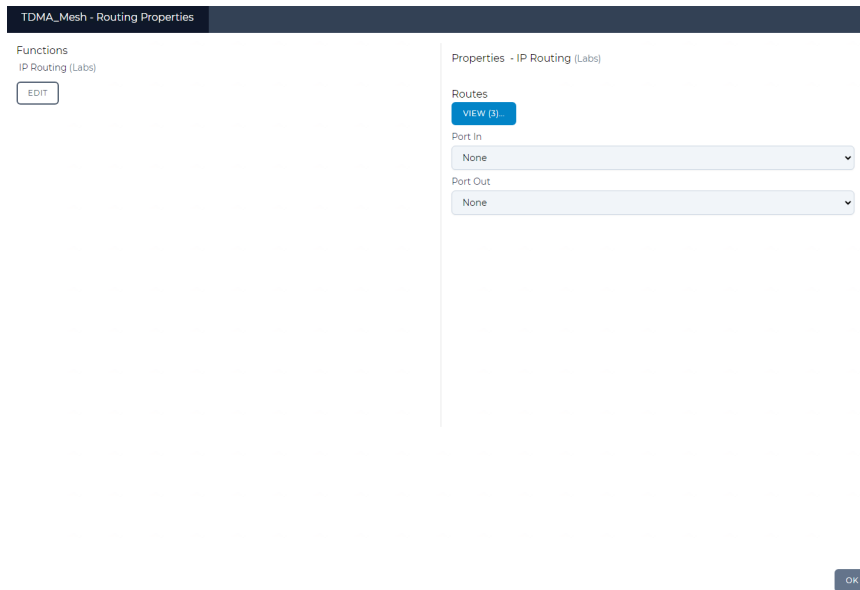 TDMA_Mesh - Routing Properties
Functions
IP Routing (Labs)
EDIT
Properties - IP Routing (Labs)
Routes
VIEW (3)...
Port In
None
Port Out
None
OK